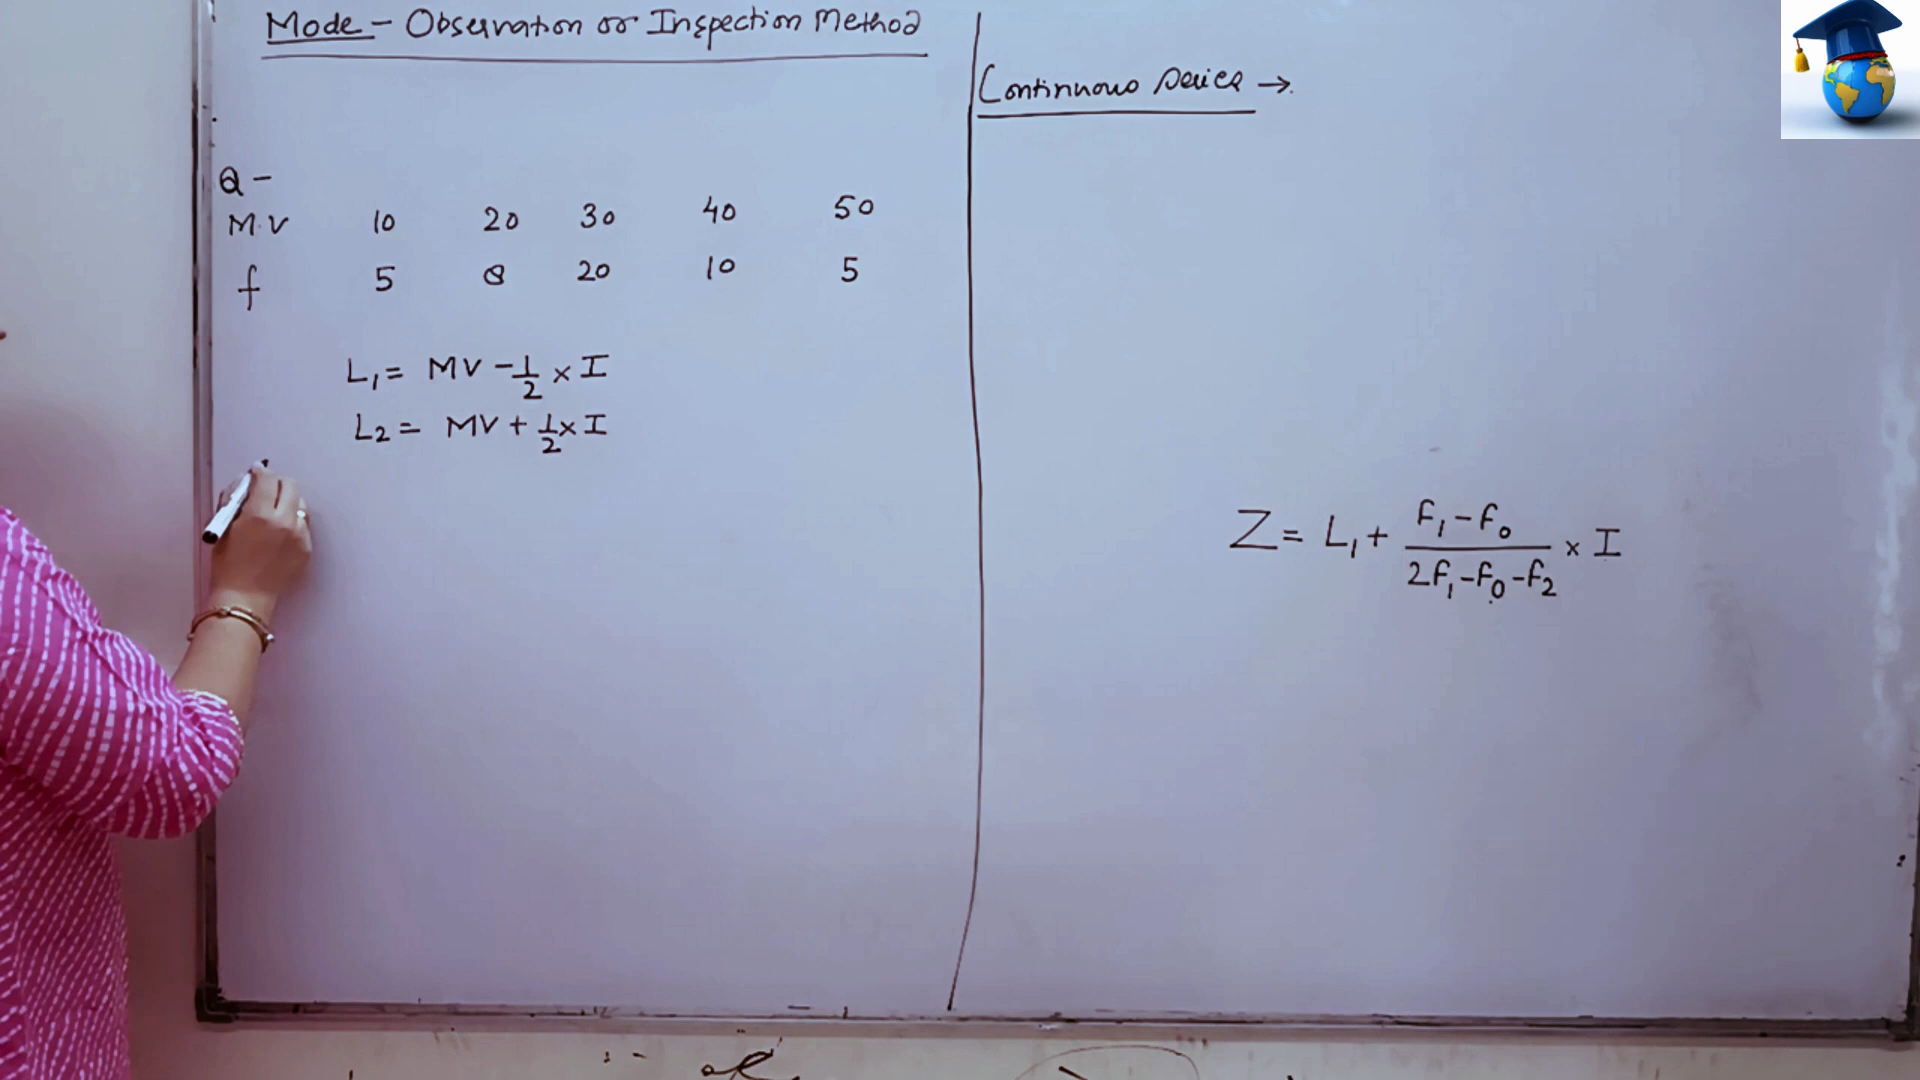 Mode - Observation or Inspection Method
Q -
M.V 10 20 30 40 50
f 5 8 20 10 5
L₁ = MV - 1/2 × I
L₂ = MV + 1/2 × I
Continuous Series →
Z = L₁ + (f₁ - f₀)/(2f₁ - f₀ - f₂) × I